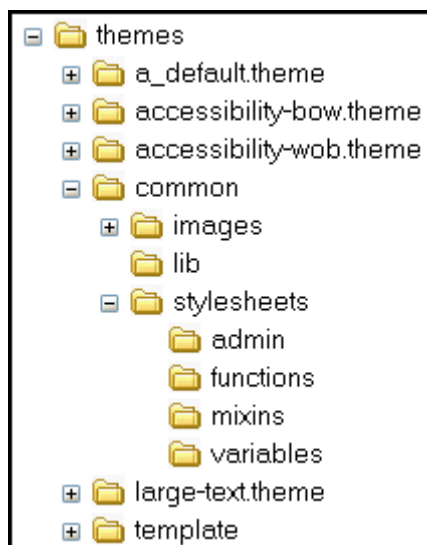 themes
a_default.theme
accessibility-bow.theme
accessibility-wob.theme
common
images
lib
stylesheets
admin
functions
mixins
variables
large-text.theme
template